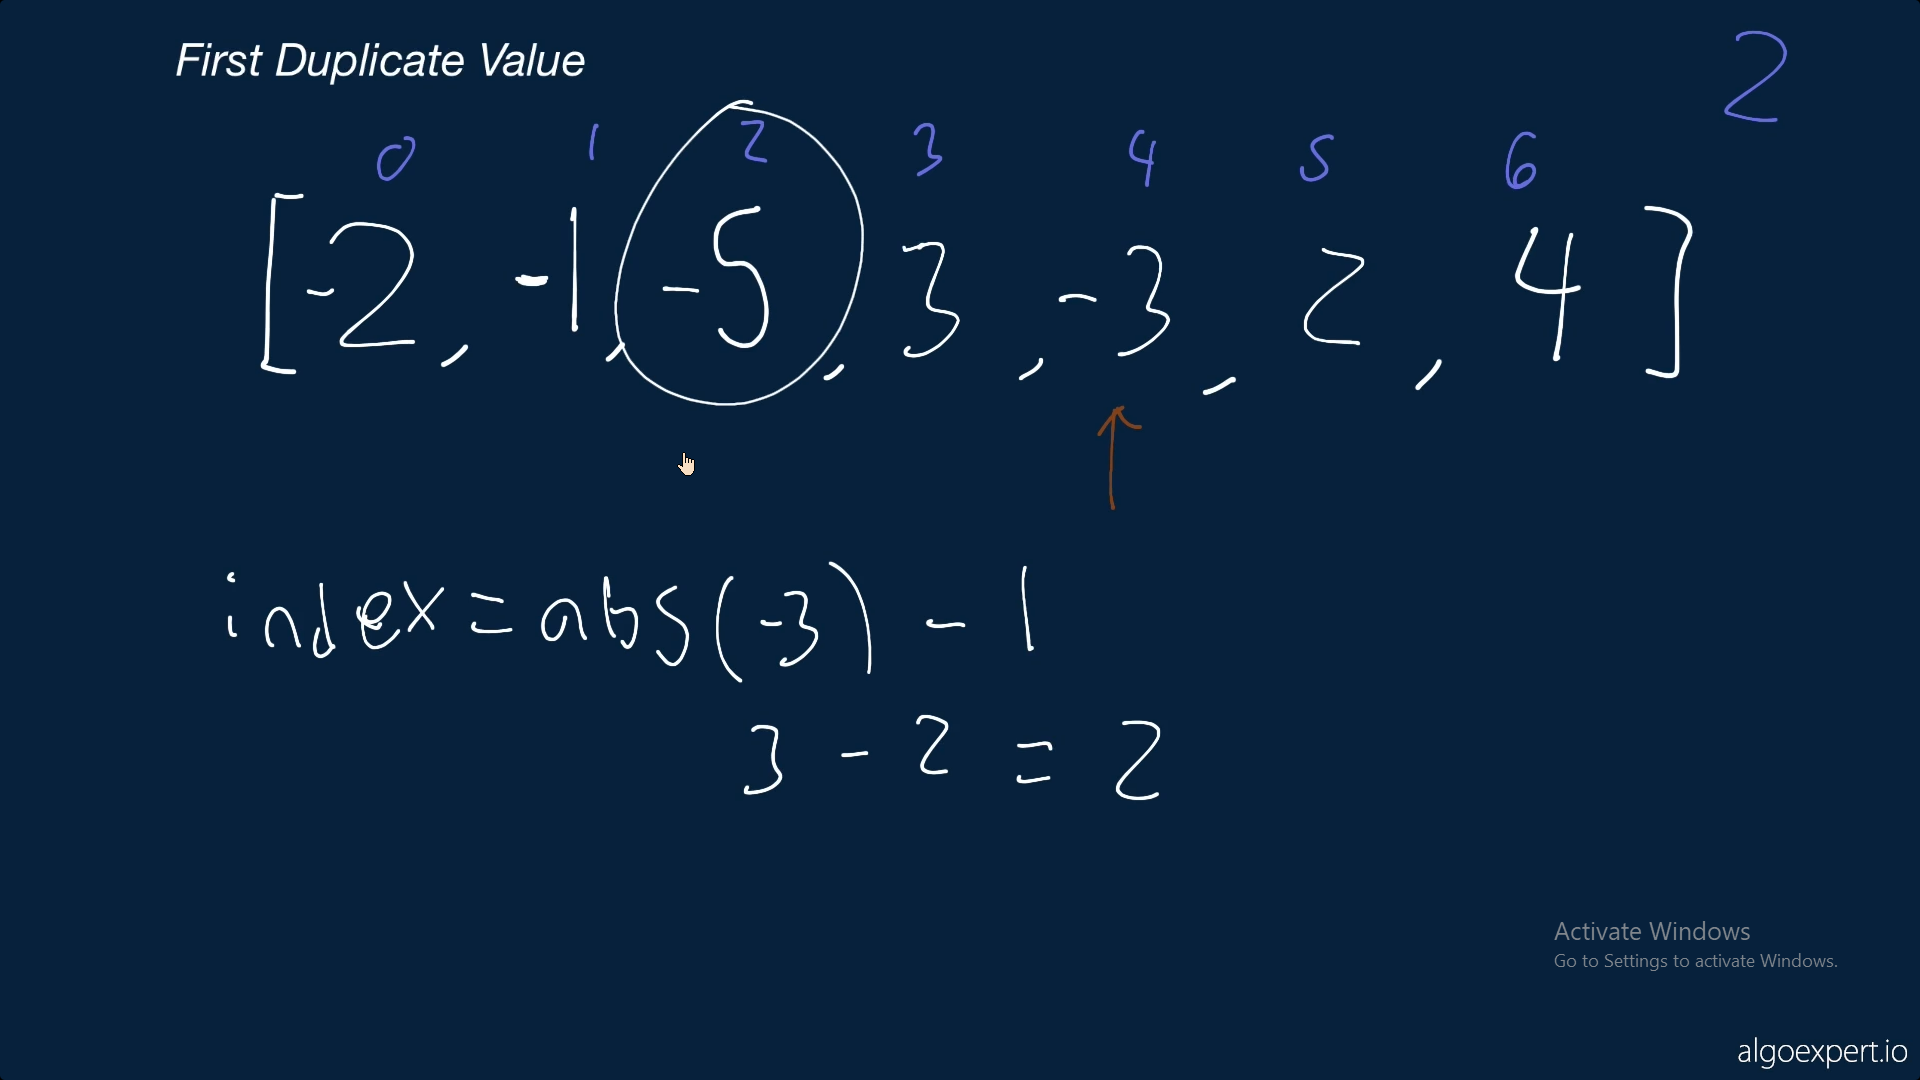 First Duplicate Value
2
0 1 2 3 4 5 6
[-2, -1, -5, 3, -3, 2, 4]
index=abs(-3) - 1
3 - 2 = 2
Activate Windows
Go to Settings to activate Windows.
algoexpert.io